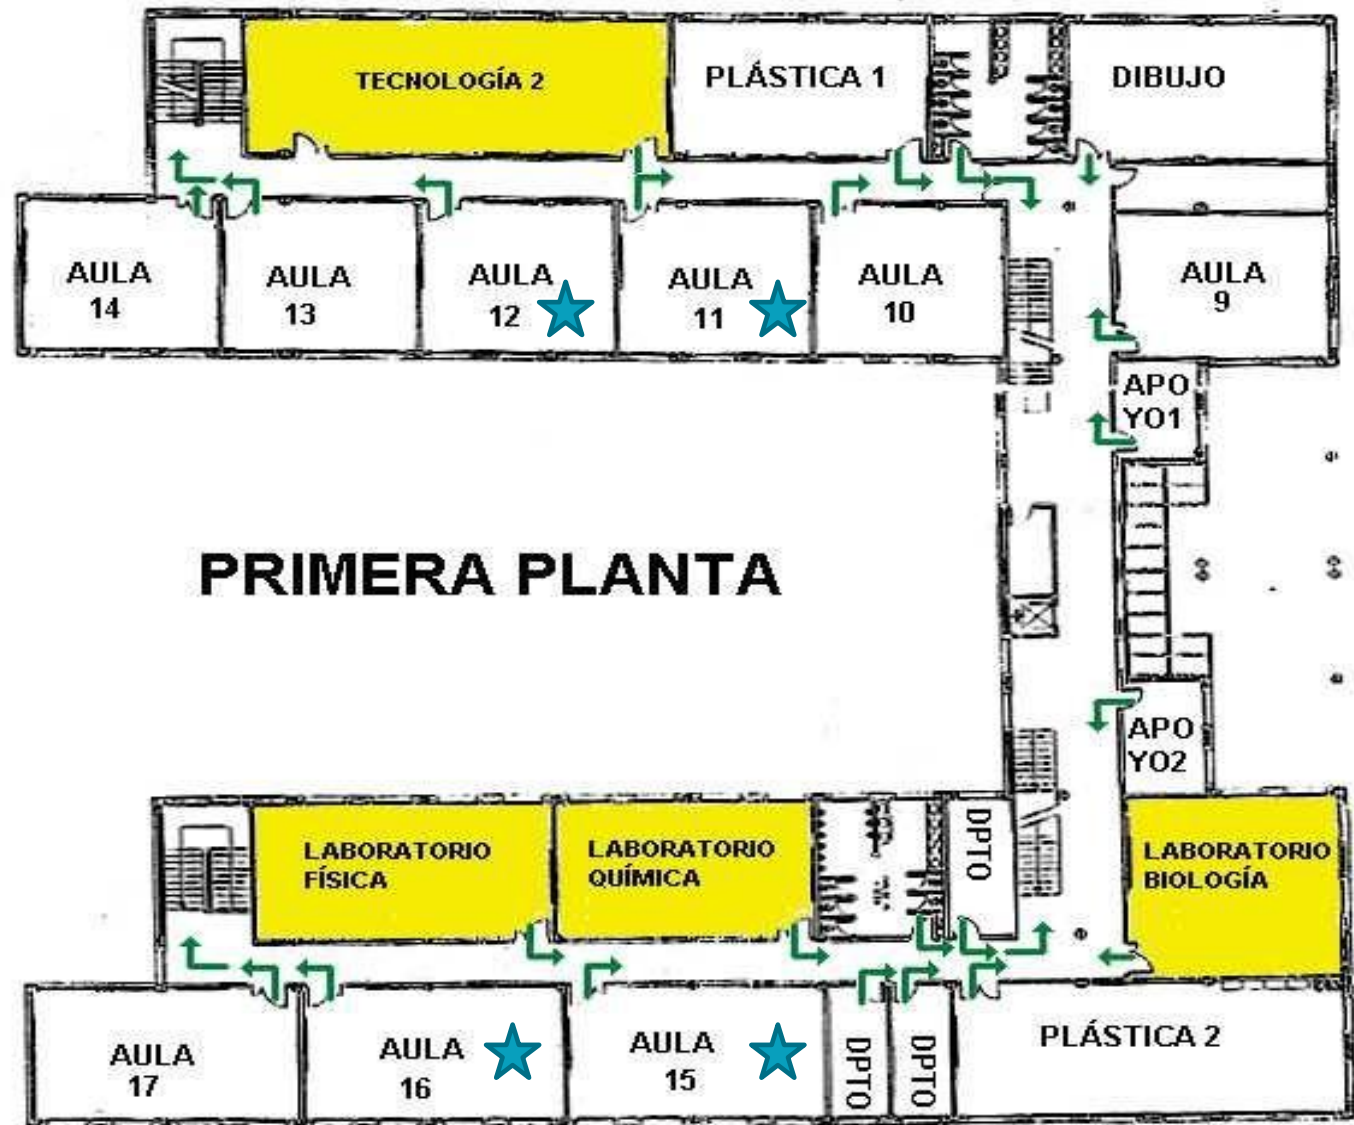 TECNOLOGÍA 2
PLÁSTICA 1
DIBUJO
AULA
14
AULA
13
AULA
12
AULA
11
AULA
10
AULA
9
APO
YO1
PRIMERA PLANTA
APO
YO2
LABORATORIO
FÍSICA
LABORATORIO
QUÍMICA
DPTO
LABORATORIO
BIOLOGÍA
AULA
17
AULA
16
AULA
15
DPTO
DPTO
PLÁSTICA 2